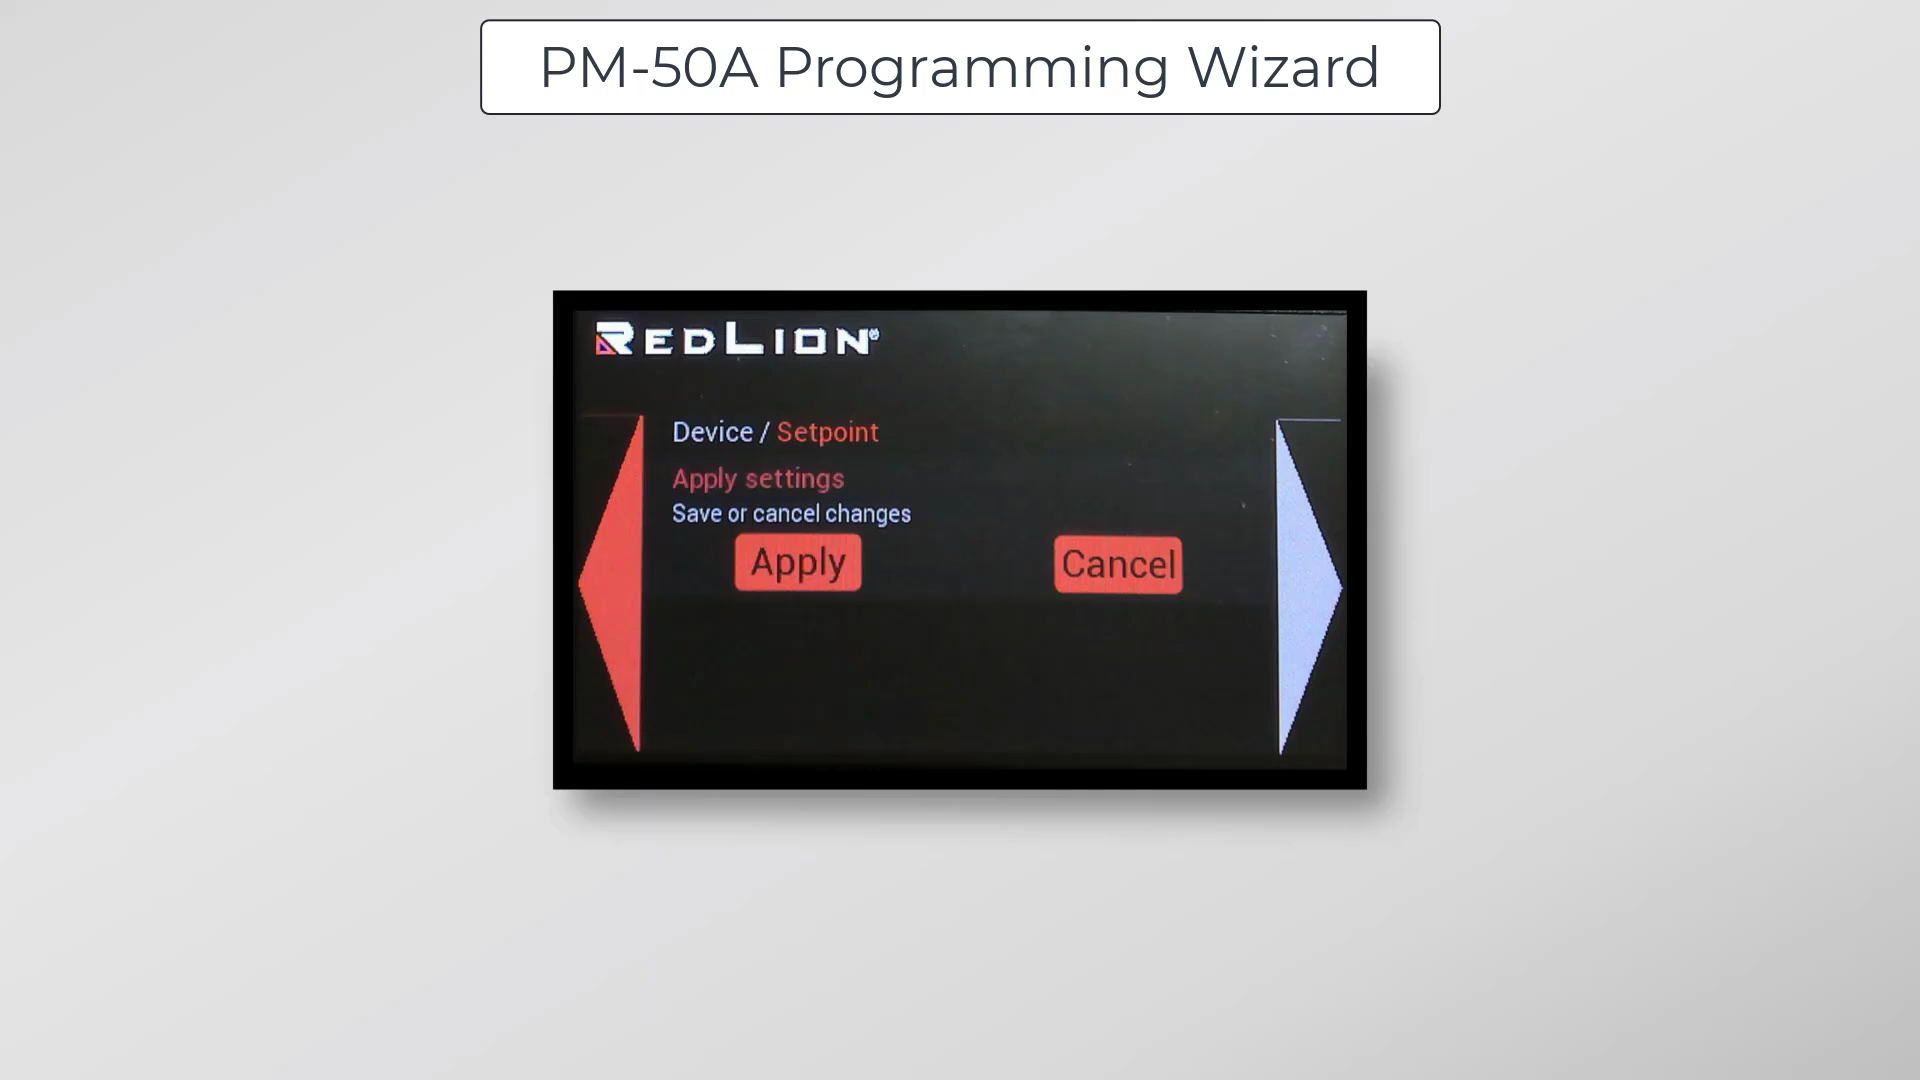 PM-50A Programming Wizard
REDLION®
Device / Setpoint
Apply settings
Save or cancel changes
Apply
Cancel